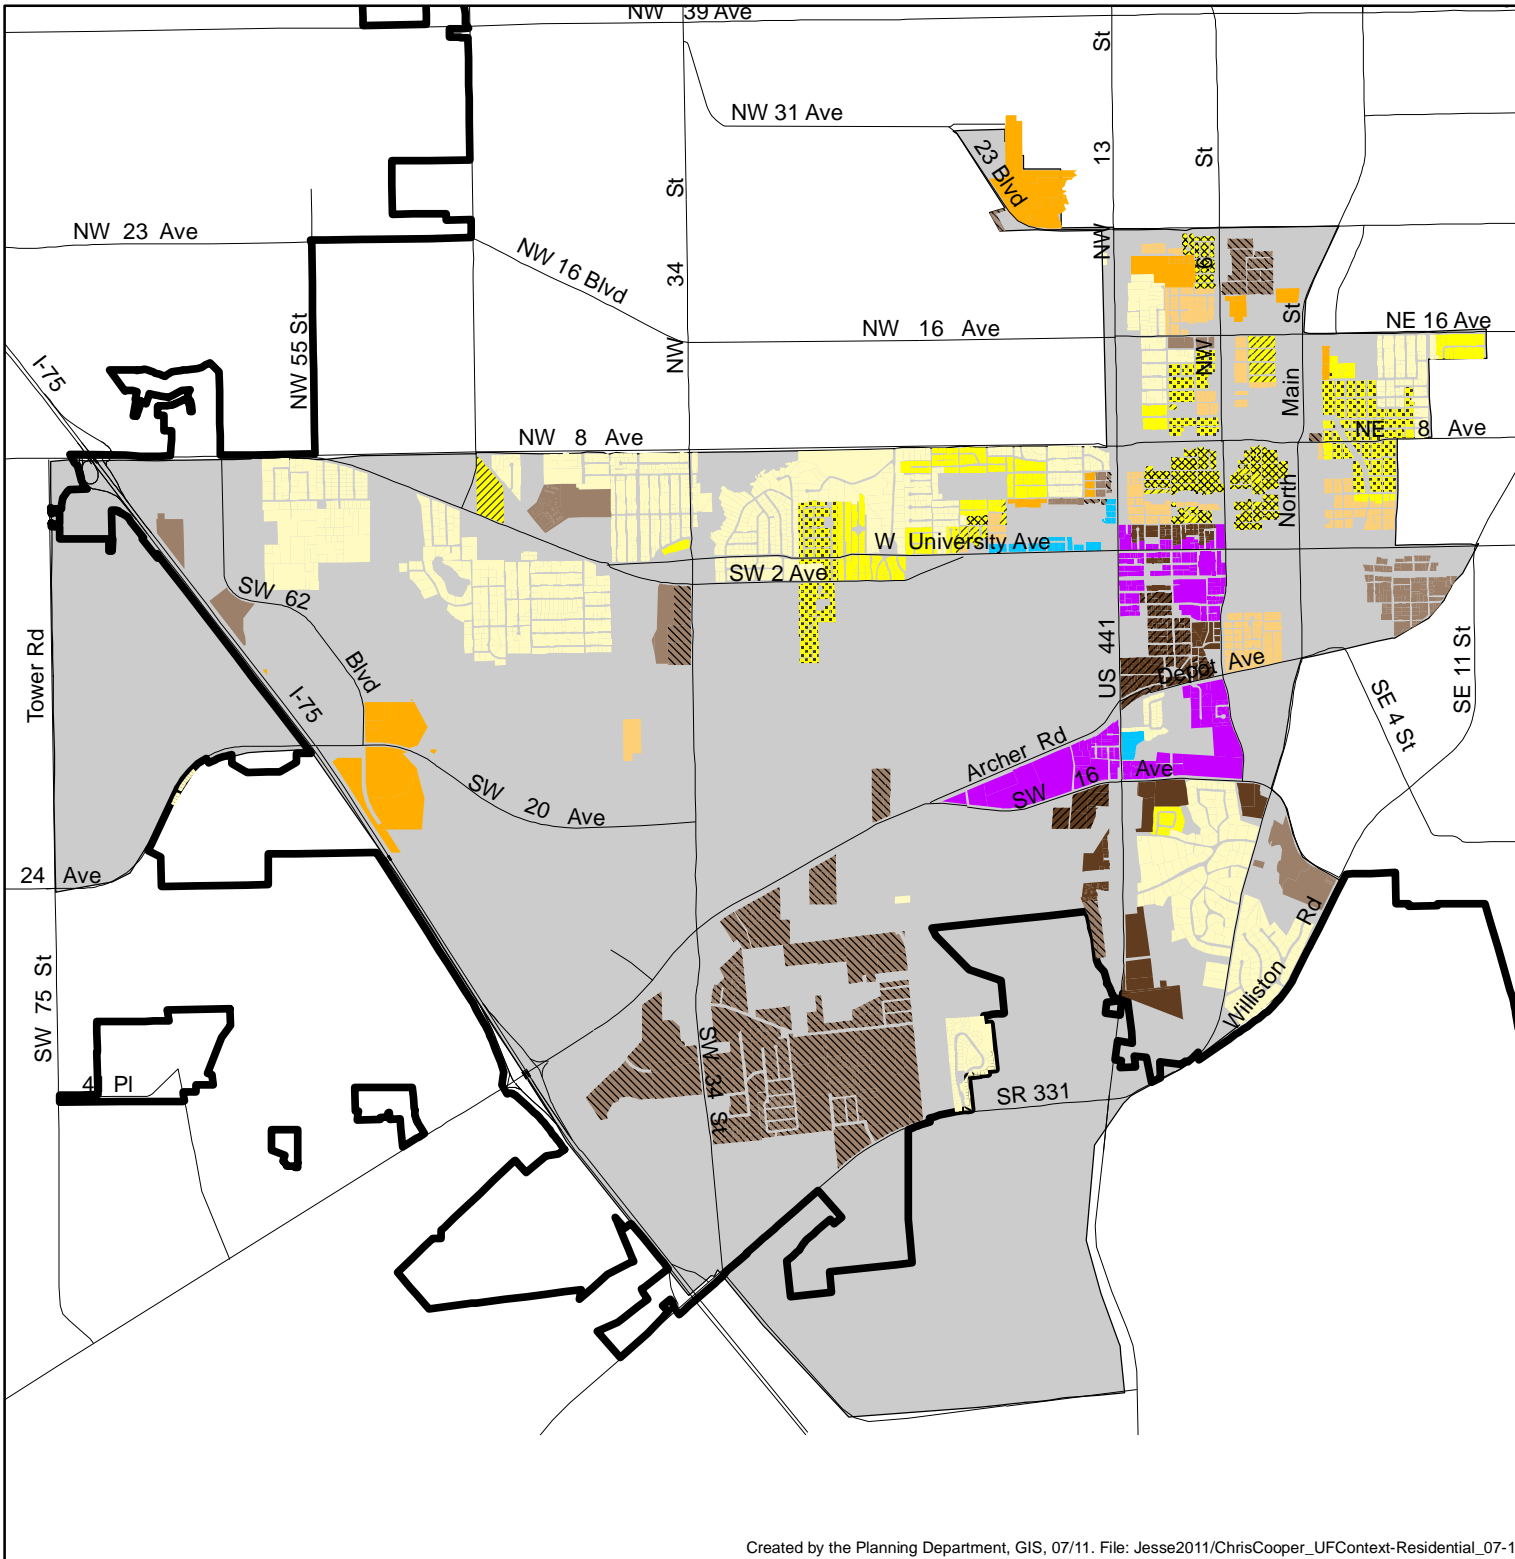 NW 39 Ave
NW 31 Ave
23 Blvd
NW 13 St
St
NW 34 St
NW 23 Ave
NW 16 Blvd
NW 55 St
I-75
NW 16 Ave
NE 16 Ave
NW 6
North Main St
NW 8 Ave
NE 8 Ave
W University Ave
SW 2 Ave
SW 62 Blvd
I-75
Tower Rd
US 441
Depot Ave
SE 11 St
SE 4 St
Archer Rd
SW 16 Ave
SW 20 Ave
24 Ave
SW 75 St
Williston Rd
SW 34 St
SR 331
41 Pl
Created by the Planning Department, GIS, 07/11. File: Jesse2011/ChrisCooper_UFContext-Residential_07-1